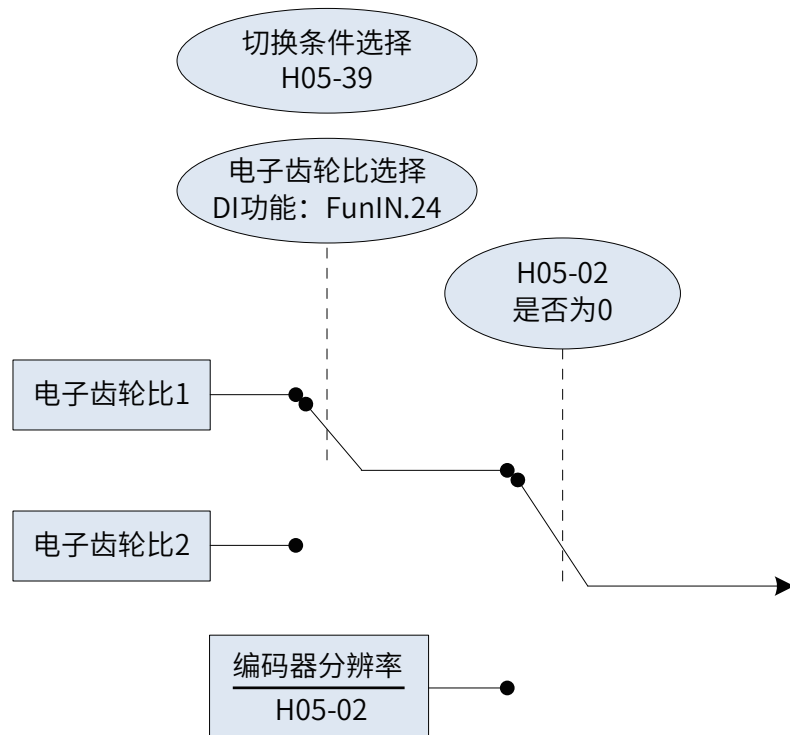 切换条件选择
H05-39
电子齿轮比选择
DI功能：FunIN.24
H05-02
是否为0
电子齿轮比1
电子齿轮比2
编码器分辨率
H05-02